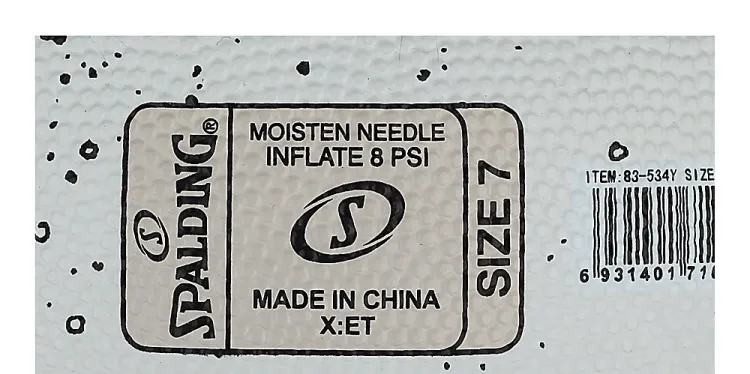 SPALDING®
MOISTEN NEEDLE
INFLATE 8 PSI
S
MADE IN CHINA
X:ET
SIZE 7
ITEM:83-534Y SIZE
6 931401 71